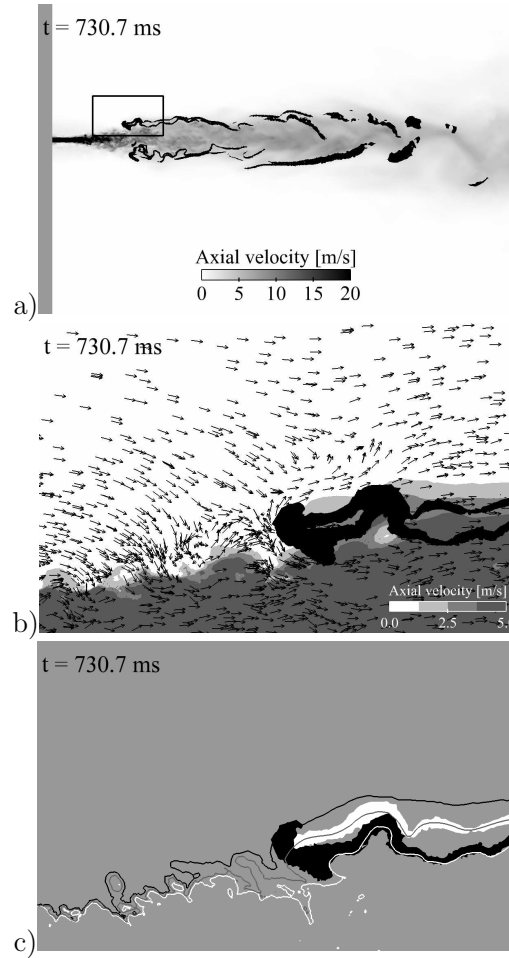 t = 730.7 ms
Axial velocity [m/s]
0 5 10 15 20
a)
t = 730.7 ms
Axial velocity [m/s]
0.0 2.5 5.
b)
t = 730.7 ms
c)